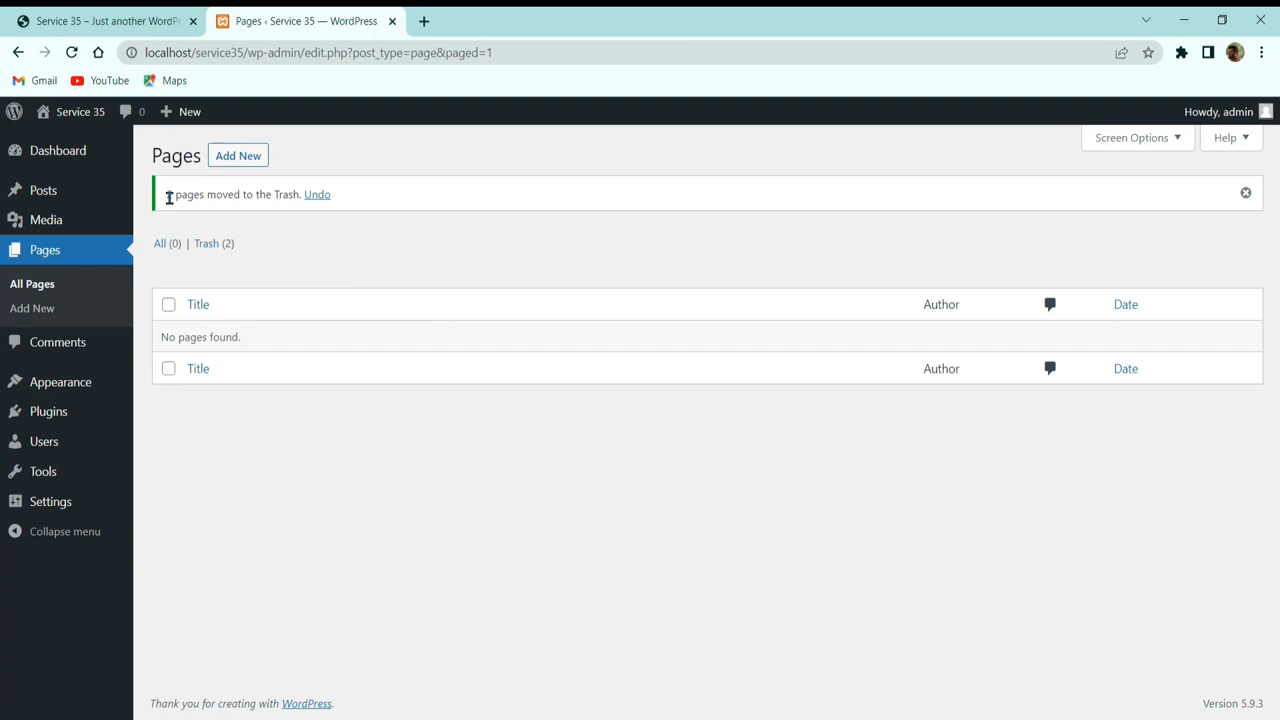 Service 35 – Just another WordPr
Pages ‹ Service 35 — WordPress
localhost/service35/wp-admin/edit.php?post_type=page&paged=1
Gmail
YouTube
Maps
Service 35
0
New
Howdy, admin
Dashboard
Posts
Media
Pages
All Pages
Add New
Comments
Appearance
Plugins
Users
Tools
Settings
Collapse menu
Screen Options
Help
Pages
Add New
pages moved to the Trash. Undo
All (0) | Trash (2)
Title Author Date
No pages found.
Title Author Date
Thank you for creating with WordPress.
Version 5.9.3